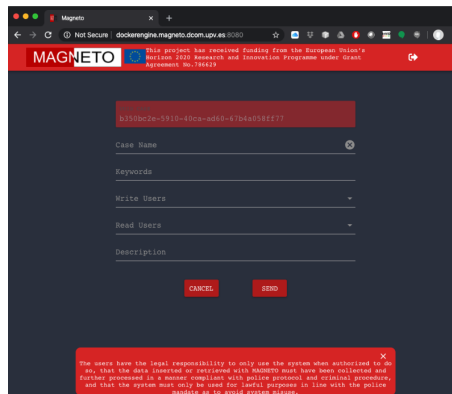 Magneto
Not Secure | dockerengine.magneto.dcom.upv.es:8080
MAGNETO
This project has received funding from the European Union's
Horizon 2020 Research and Innovation Programme under Grant
Agreement No.786629
b350bc2e-5910-40ca-ad60-67b4a058ff77
Case Name
Keywords
Write Users
Read Users
Description
CANCEL SEND
The users have the legal responsibility to only use the system when authorized to do
so, that the data inserted or retrieved with MAGNETO must have been collected and
further processed in a manner compliant with police protocol and criminal procedure,
and that the system must only be used for lawful purposes in line with the police
mandate as to avoid system misuse.